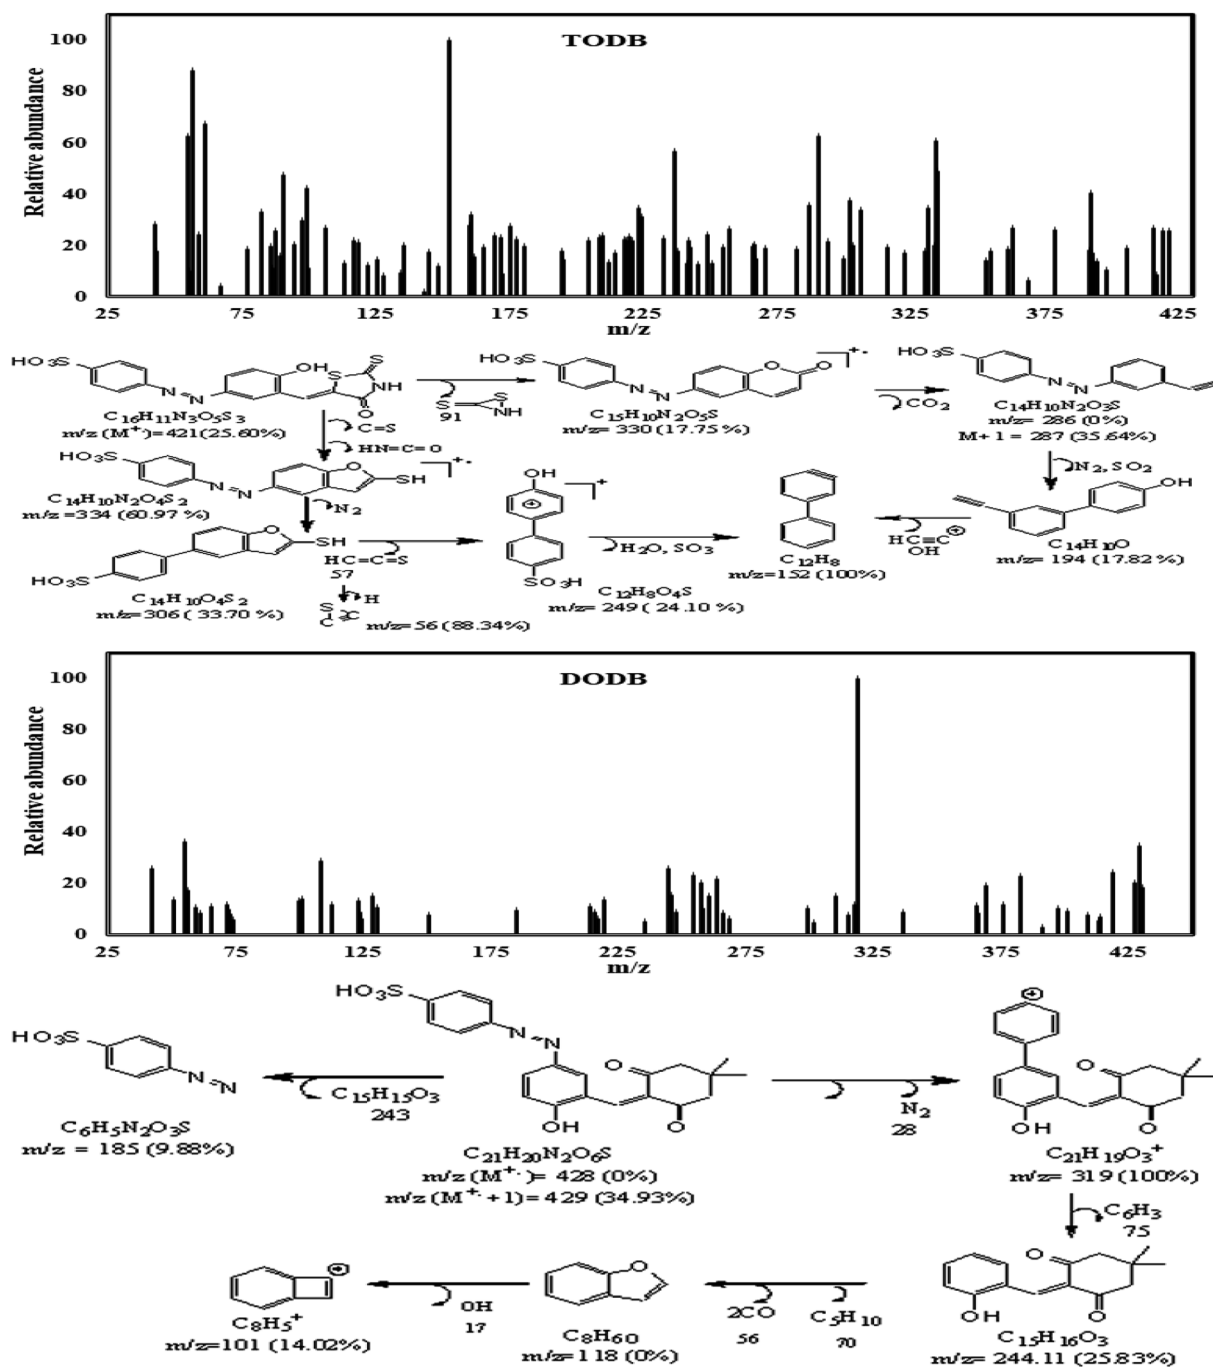 TODB
Relative abundance
100
80
60
40
20
0
25 75 125 175 225 275 325 375 425
m/z
HO3S
N=N
OH
S
S
NH
O
C16H11N3O5S3
m/z (M+.) 421 (25.60%)
S
NH
91
C=S
HN=C=O
HO3S
N=N
O
O
+.
C15H10N2O5S
m/z= 330 (17.75 %)
CO2
HO3S
N=N
C14H10N2O3S
m/z= 286 (0%)
M+ 1 = 287 (35.64%)
N2, SO2
HO3S
N=N
O
SH
+.
C14H10N2O4S2
m/z =334 (60.97 %)
N2
HO3S
O
SH
C14H10O4S2
m/z= 306 ( 33.70 %)
HC=C=S
57
H
S
C
C
m/z= 56 (88.34%)
OH
+
SO3H
C12H8O4S
m/z= 249 ( 24.10 %)
H2O, SO3
C12H8
m/z=152 (100%)
HC=C+
OH
OH
C14H10O
m/z= 194 (17.82 %)
DODB
Relative abundance
100
80
60
40
20
0
25 75 125 175 225 275 325 375 425
m/z
HO3S
N=N
C6H5N2O3S
m/z = 185 (9.88%)
C15H15O3
243
HO3S
N=N
O
O
OH
C21H20N2O6S
m/z (M+.)= 428 (0%)
m/z (M+.+1)= 429 (34.93%)
N2
28
+
O
OH
O
C21H19O3+
m/z= 319 (100%)
C6H3
75
O
OH
O
C15H16O3
m/z= 244.11 (25.83%)
2CO
56
C5H10
70
O
C8H6O
m/z=118 (0%)
OH
17
+
C8H5+
m/z=101 (14.02%)